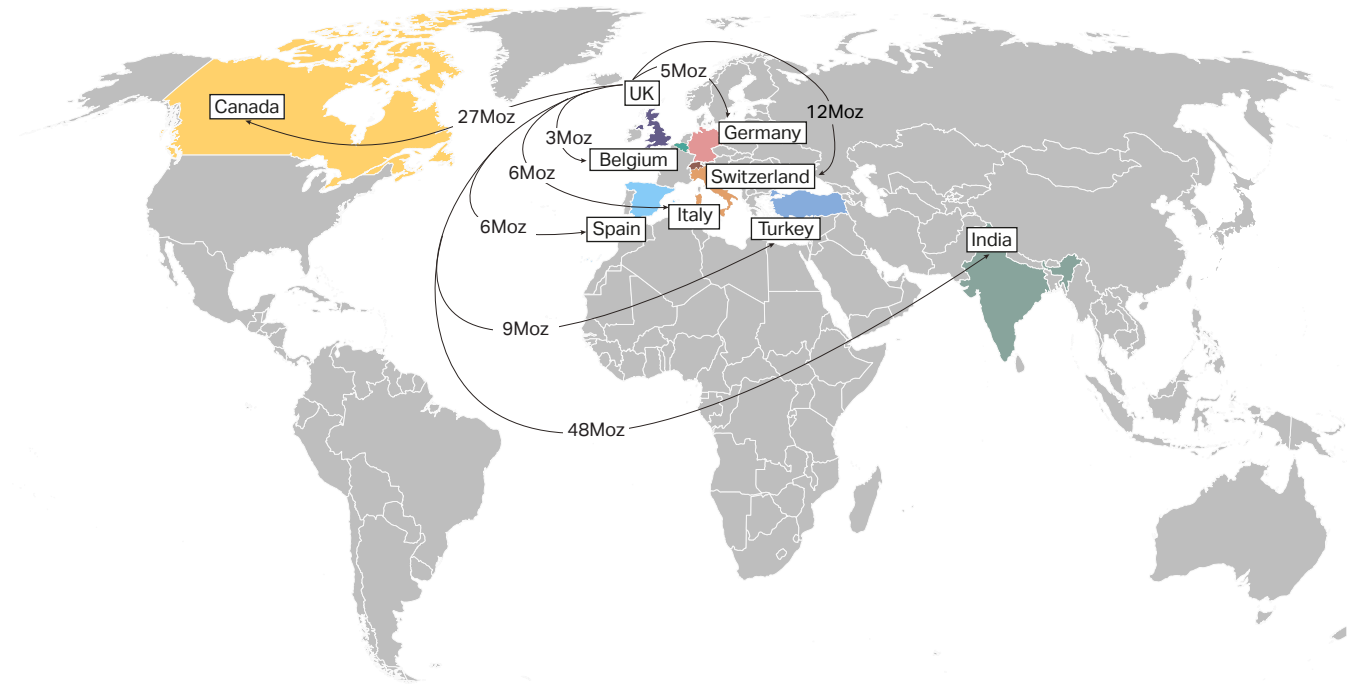 5Moz
UK
Canada
12Moz
27Moz
Germany
3Moz
Belgium
6Moz
Switzerland
Italy
6Moz
Spain
Turkey
India
9Moz
48Moz